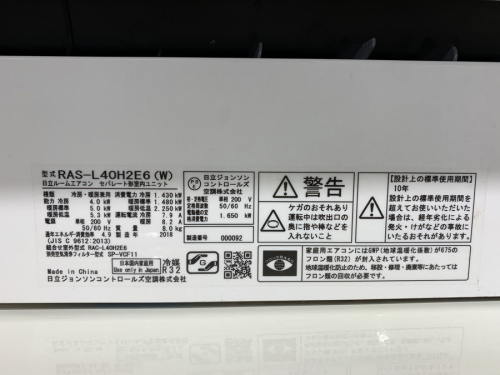 型式 RAS-L40H2E6 (W)
日立ルームエアコン セパレート形室内ユニット
種類 冷房・暖房兼用 消費電力 冷房 1.430 kW
能力 冷房 4.0 kW 暖房標準 1.480 kW
暖房標準 5.0 kW 暖房低温 2.250 kW
暖房低温 5.3 kW 運転電流 冷房 7.9 A
電源 単相 200 V 暖房 8.2 A
50/60 Hz 質量 8.0 kg
通年エネルギー消費効率 4.9 2018
(JIS C 9612:2013)
組合せ室外型式 RAC-L40H2E6
別売空気清浄フィルター型式 SP-VCF11
Made in China
日本国内家庭用
Use only in Japan
冷媒
R32
日立ジョンソンコントロールズ空調株式会社
PS
E
日立ジョンソン
コントロールズ
空調株式会社
相・定格電圧 単相 200 V
定格周波数 50/60 Hz
定格消費電力
1.650 kW
製造番号 000092
警告
ケガのおそれあり
運転中は吹出口の
奥に指や棒などを
入れないこと
【設計上の標準使用期間】
10年
設計上の標準使用期間を
超えてお使いいただいた
場合は、経年劣化による
発火・けがなどの事故に
いたるおそれがあります。
家庭用エアコンにはGWP(地球温暖化係数)が675の
フロン類(R32)が封入されています。
地球温暖化防止のため、移設・修理・廃棄等にあたっては
フロン類の回収が必要です。